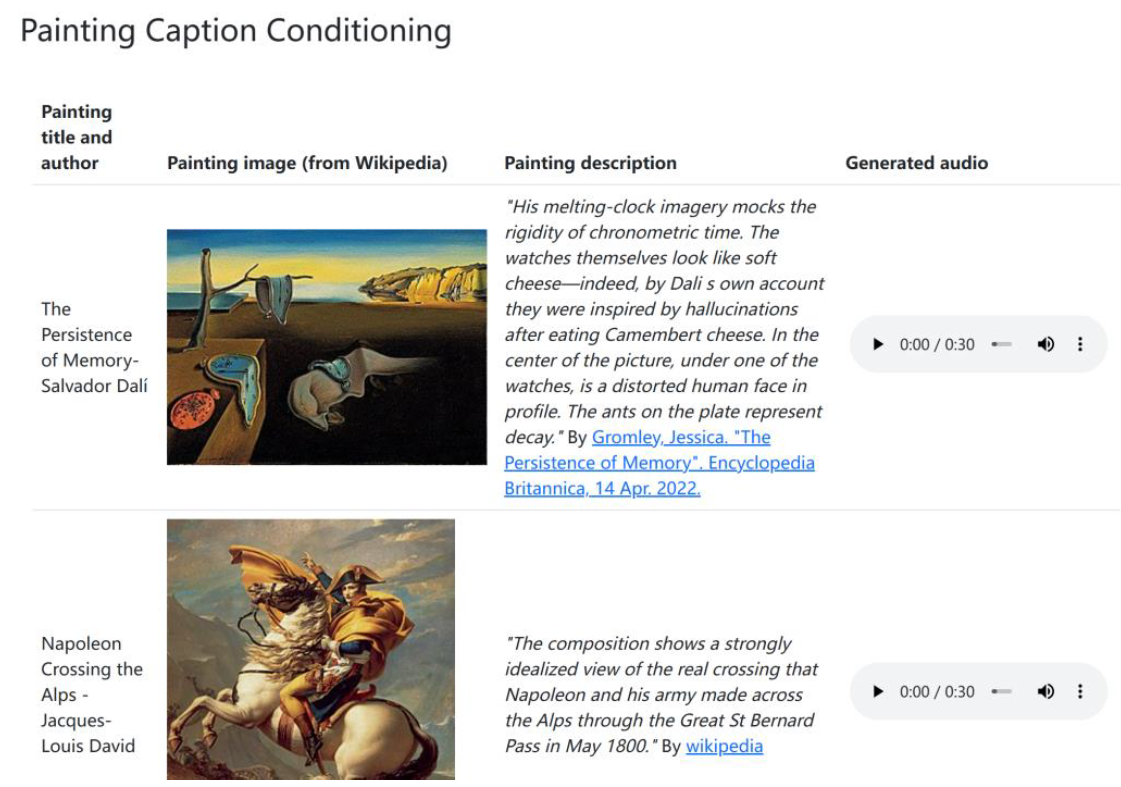 Painting Caption Conditioning
Painting
title and
author
Painting image (from Wikipedia)
Painting description
Generated audio
The
Persistence
of Memory-
Salvador Dalí
"His melting-clock imagery mocks the
rigidity of chronometric time. The
watches themselves look like soft
cheese—indeed, by Dali s own account
they were inspired by hallucinations
after eating Camembert cheese. In the
center of the picture, under one of the
watches, is a distorted human face in
profile. The ants on the plate represent
decay." By Gromley, Jessica. "The
Persistence of Memory". Encyclopedia
Britannica, 14 Apr. 2022.
0:00 / 0:30
Napoleon
Crossing the
Alps -
Jacques-
Louis David
"The composition shows a strongly
idealized view of the real crossing that
Napoleon and his army made across
the Alps through the Great St Bernard
Pass in May 1800." By wikipedia
0:00 / 0:30